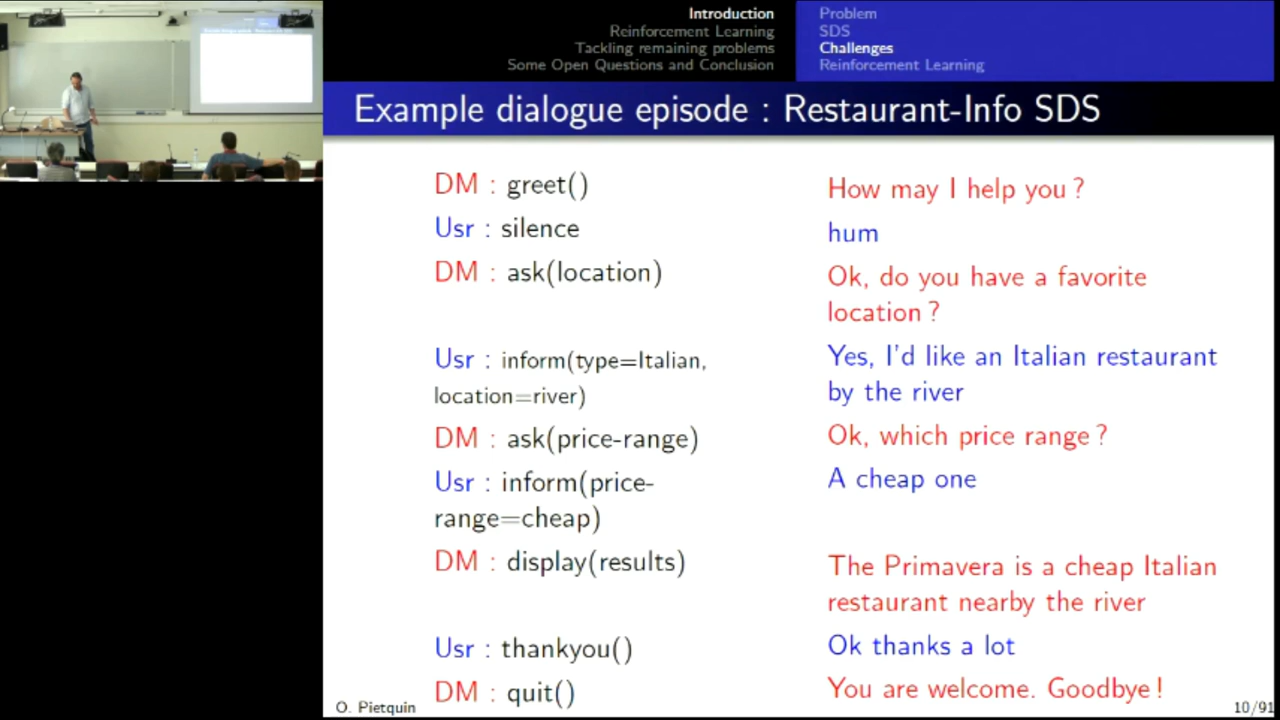 Introduction
Reinforcement Learning
Tackling remaining problems
Some Open Questions and Conclusion
Problem
SDS
Challenges
Reinforcement Learning
Example dialogue episode : Restaurant-Info SDS
DM : greet()
How may I help you ?
Usr : silence
hum
DM : ask(location)
Ok, do you have a favorite
location ?
Usr : inform(type=Italian,
location=river)
Yes, I'd like an Italian restaurant
by the river
DM : ask(price-range)
Ok, which price range ?
Usr : inform(price-
range=cheap)
A cheap one
DM : display(results)
The Primavera is a cheap Italian
restaurant nearby the river
Usr : thankyou()
Ok thanks a lot
DM : quit()
You are welcome. Goodbye !
O. Pietquin
10/91